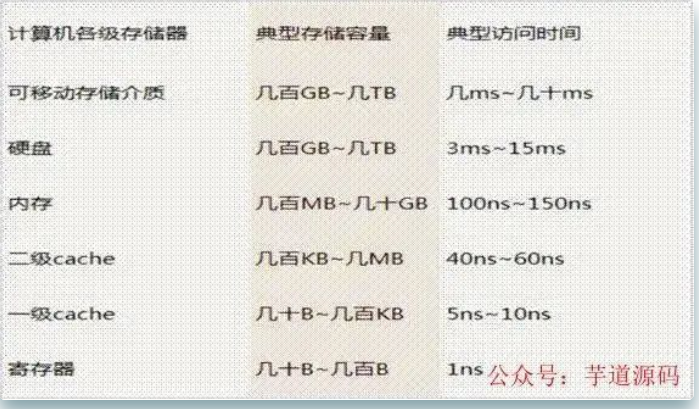 计算机各级存储器 典型存储容量 典型访问时间
可移动存储介质 几百GB~几TB 几ms~几十ms
硬盘 几百GB~几TB 3ms~15ms
内存 几百MB~几十GB 100ns~150ns
二级cache 几百KB~几MB 40ns~60ns
一级cache 几十B~几百KB 5ns~10ns
寄存器 几十B~几百B 1ns
公众号：芋道源码